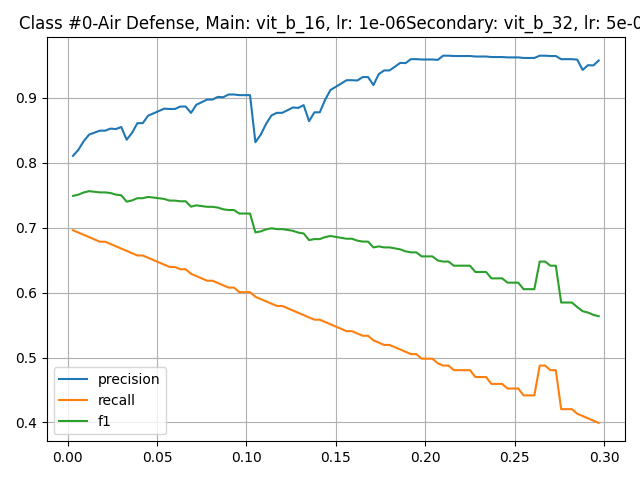 Class #0-Air Defense, Main: vit_b_16, lr: 1e-06Secondary: vit_b_32, lr: 5e-0
0.9
0.8
0.7
0.6
0.5
0.4
precision
recall
f1
0.00 0.05 0.10 0.15 0.20 0.25 0.30